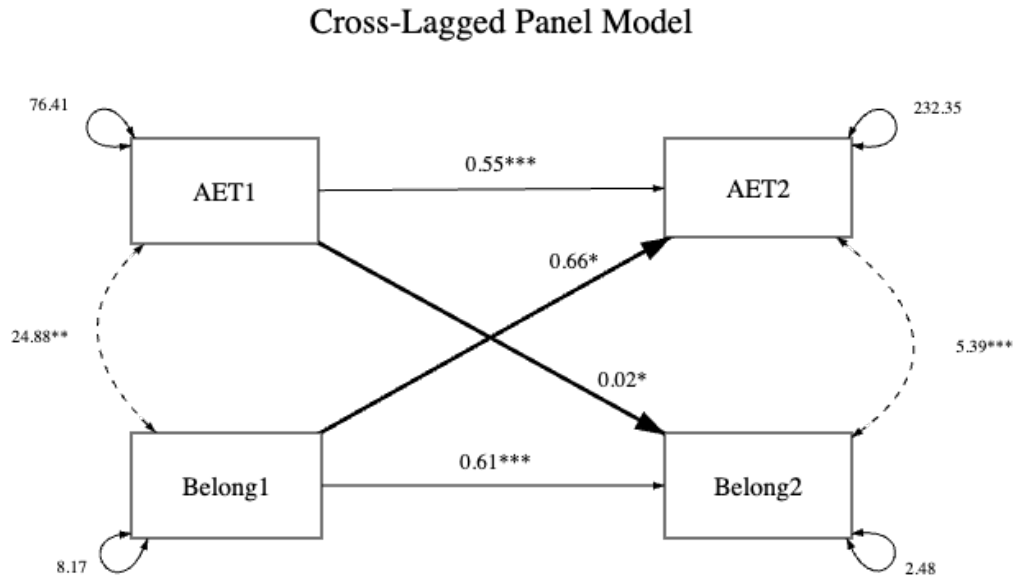 Cross-Lagged Panel Model
76.41
232.35
0.55***
AET1
AET2
0.66*
24.88**
5.39***
0.02*
0.61***
Belong1
Belong2
8.17
2.48